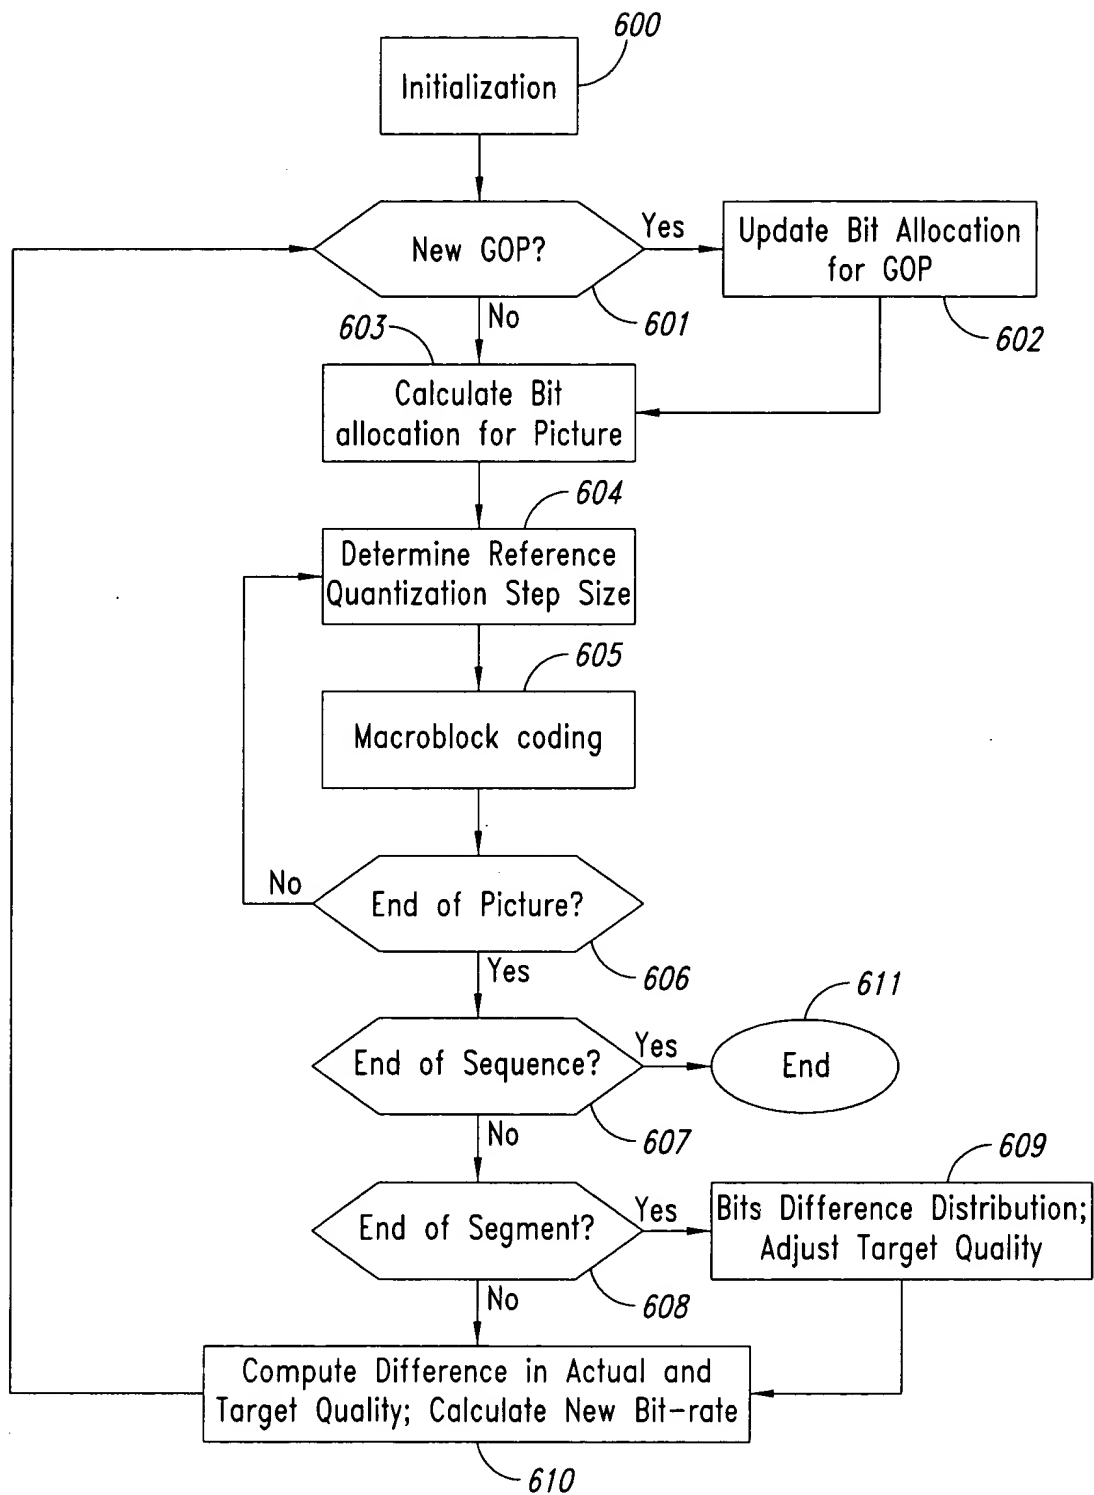 600
Initialization
New GOP?
Yes
Update Bit Allocation
for GOP
601
602
No
603
Calculate Bit
allocation for Picture
604
Determine Reference
Quantization Step Size
605
Macroblock coding
No
End of Picture?
606
Yes
611
End of Sequence?
Yes
End
607
No
609
End of Segment?
Yes
Bits Difference Distribution;
Adjust Target Quality
608
No
Compute Difference in Actual and
Target Quality; Calculate New Bit-rate
610